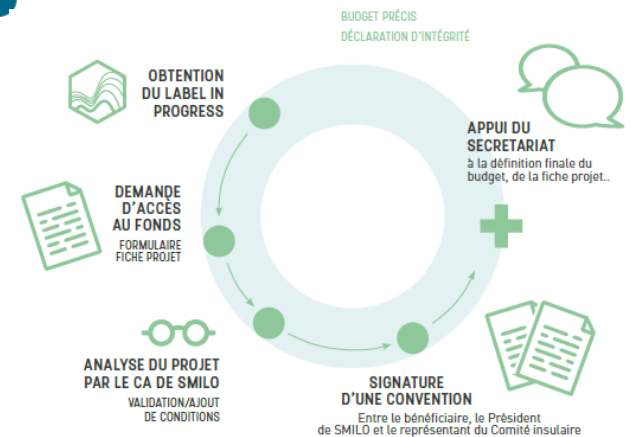 BUDGET PRÉCIS
DÉCLARATION D'INTÉGRITÉ
OBTENTION
DU LABEL IN
PROGRESS
DEMANDE
D'ACCÈS
AU FONDS
FORMULAIRE
FICHE PROJET
ANALYSE DU PROJET
PAR LE CA DE SMILO
VALIDATION/AJOUT
DE CONDITIONS
SIGNATURE
D'UNE CONVENTION
Entre le bénéficiaire, le Président
de SMILO et le représentant du Comité insulaire
APPUI DU
SECRETARIAT
à la définition finale du
budget, de la fiche projet..